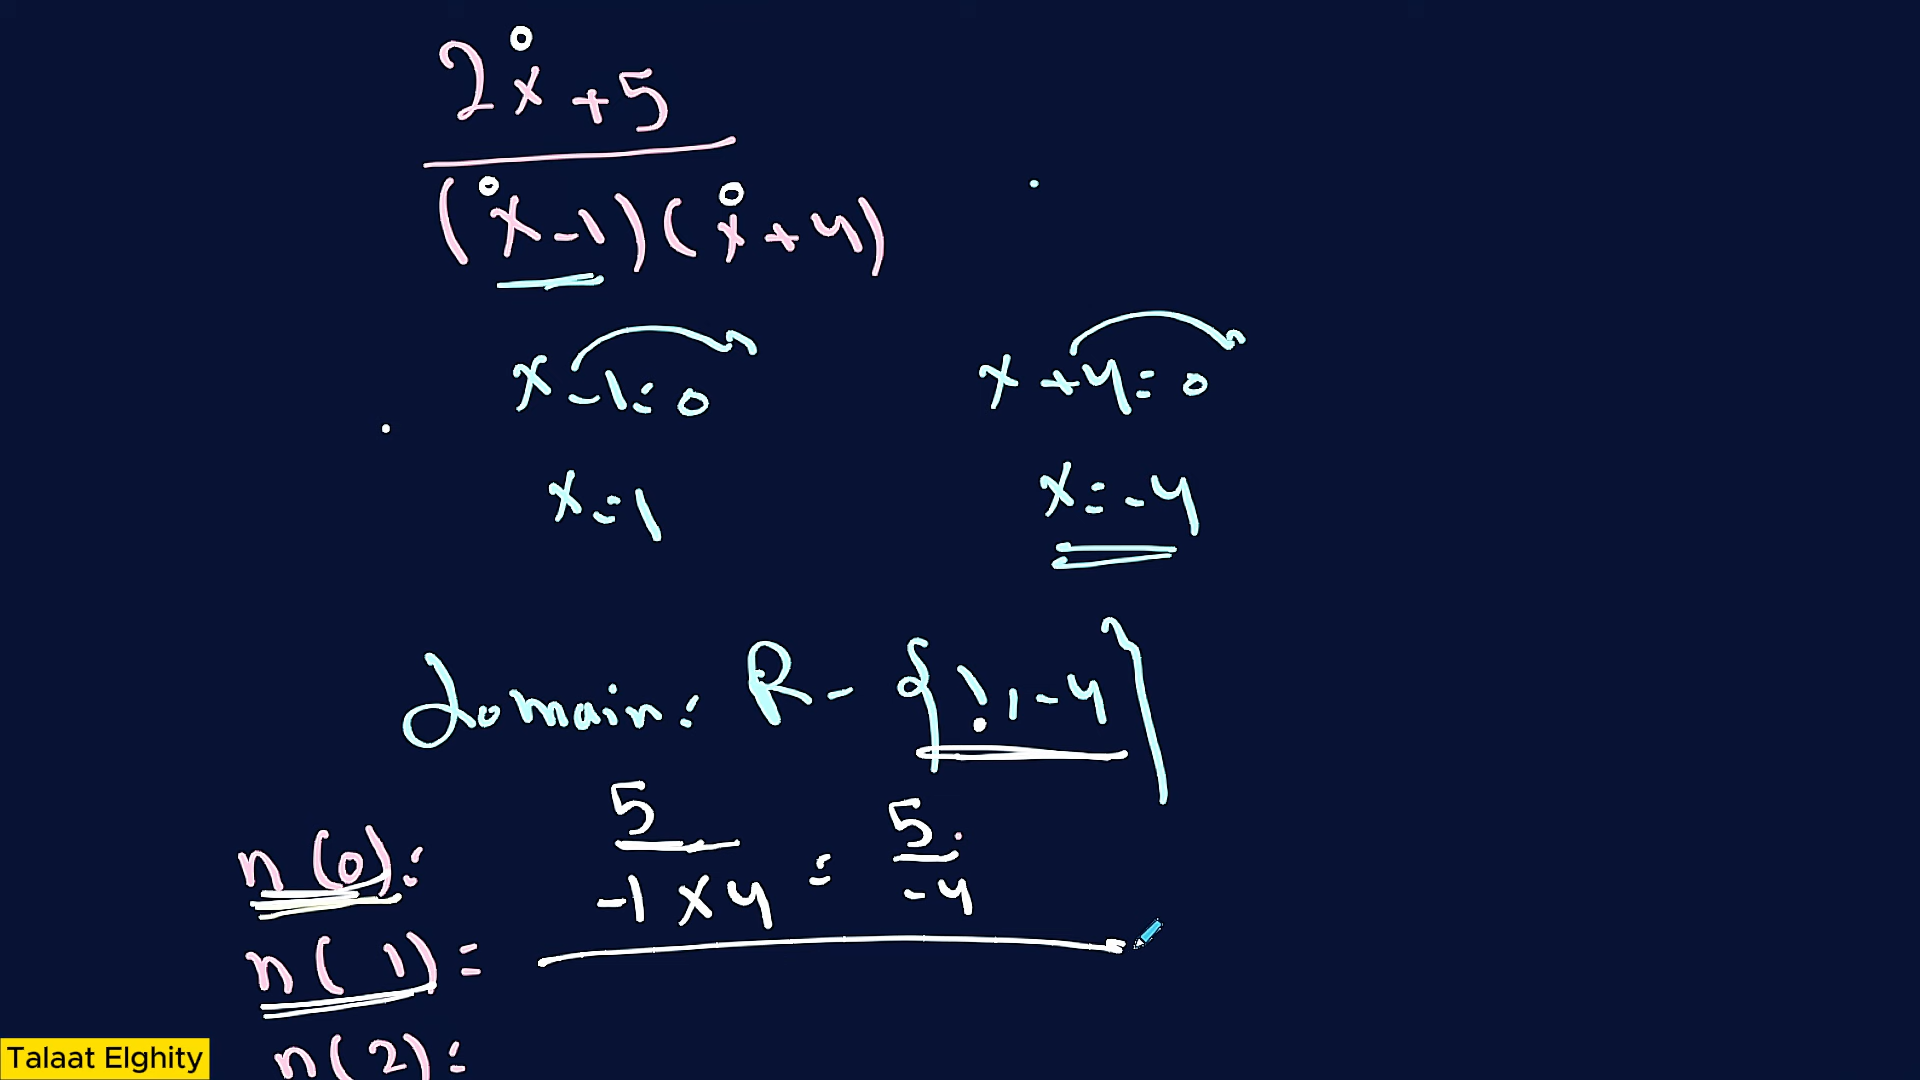 2x + 5
(x - 1)(x + 4)
x - 1 = 0
x + 4 = 0
x = 1
x = -4
domain: R - {1, -4}
n(0): 5 / -1 x 4 = 5 / -4
n(1) =
n(2):
Talaat Elghity